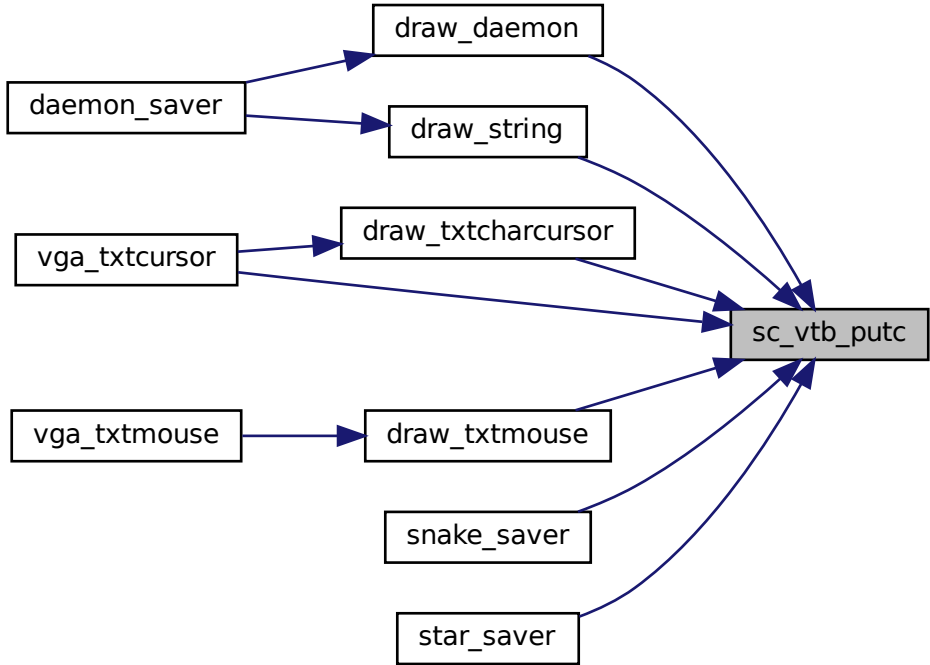 draw_daemon
daemon_saver
draw_string
draw_txtcharcursor
vga_txtcursor
sc_vtb_putc
vga_txtmouse
draw_txtmouse
snake_saver
star_saver